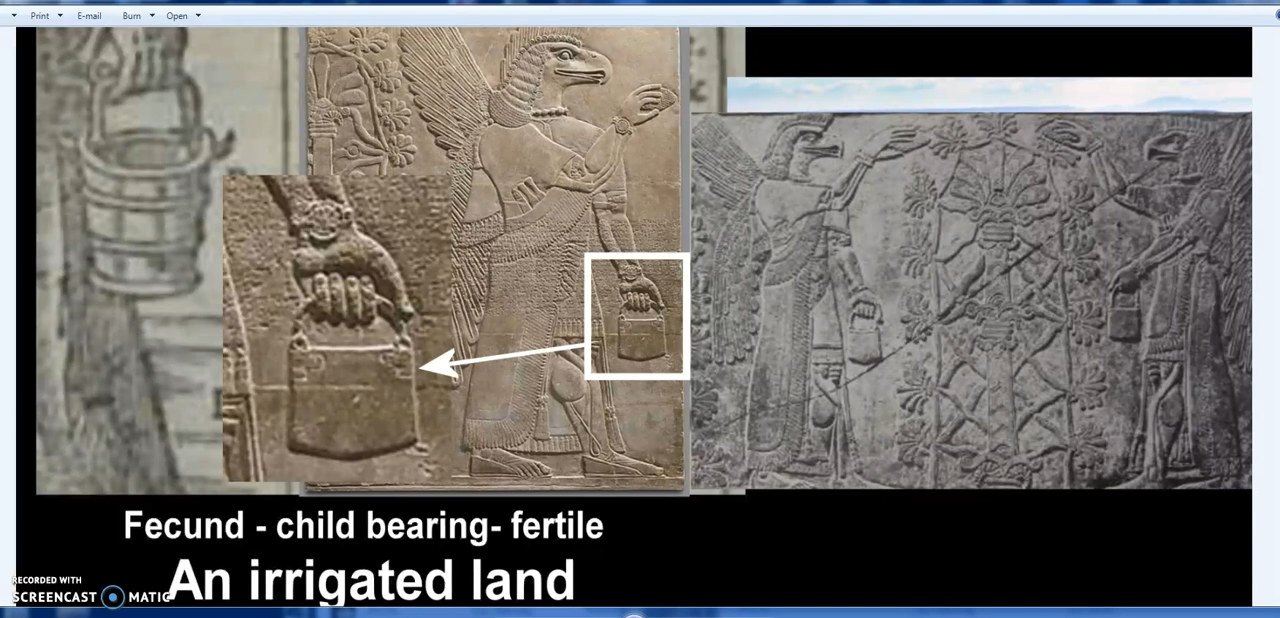 Print E-mail Burn Open
Fecund - child bearing- fertile
An irrigated land
RECORDED WITH
SCREENCAST MATIC